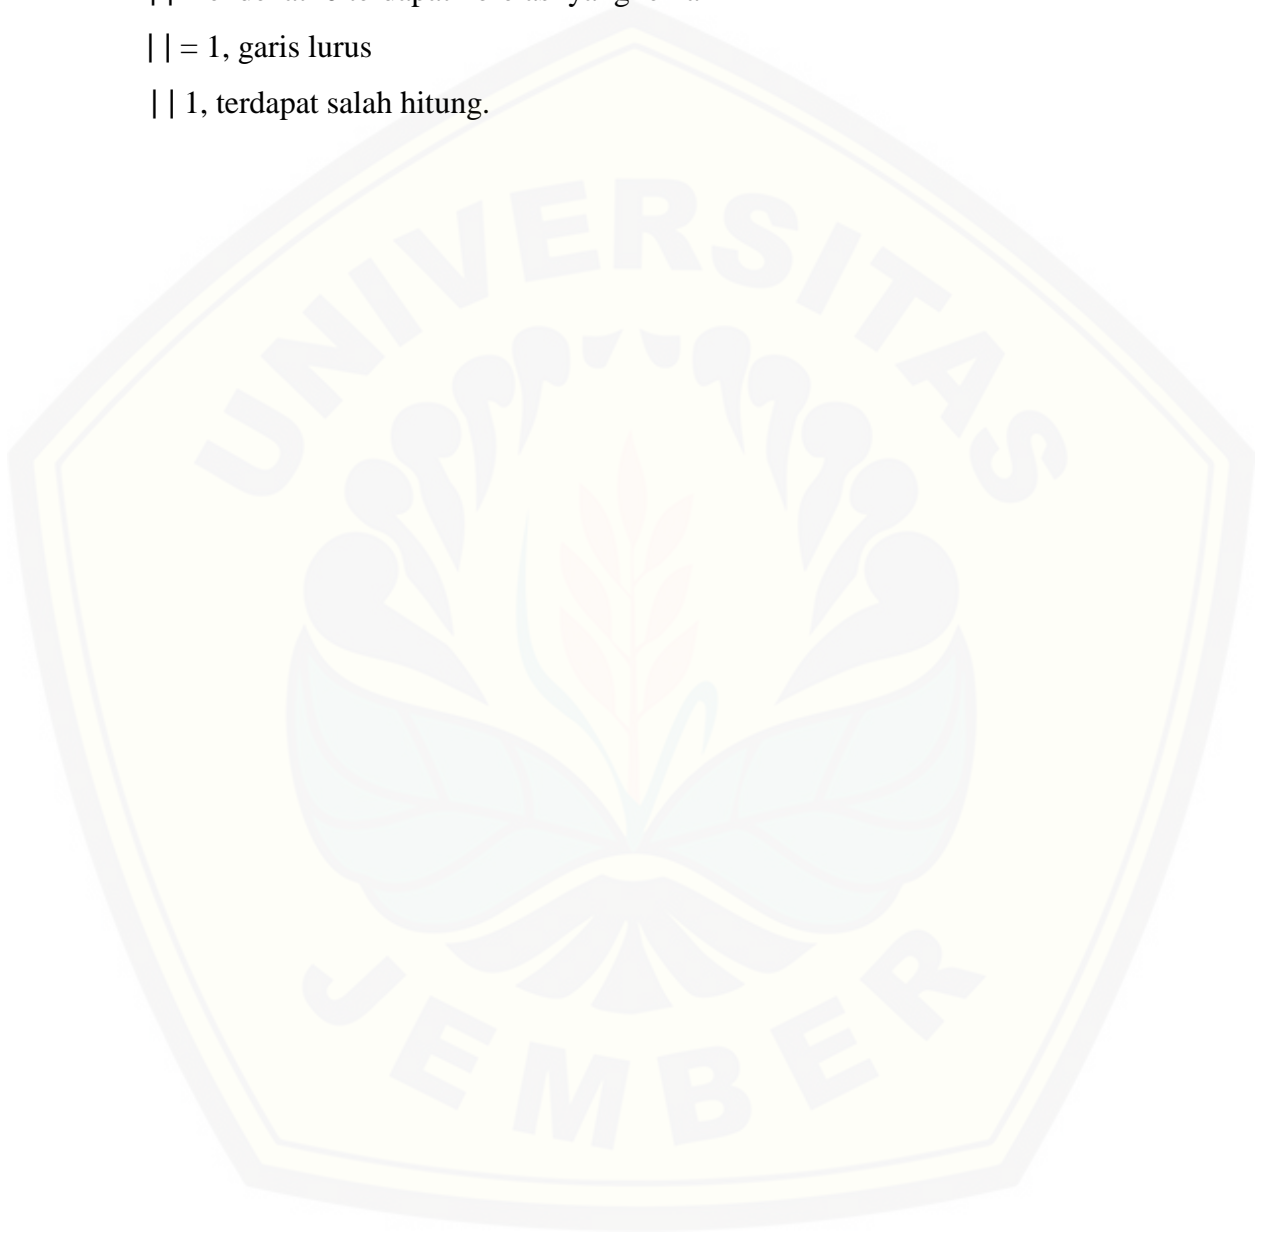 | | = 1, garis lurus
| | 1, terdapat salah hitung.
UNIVERSITAS
JEMBER